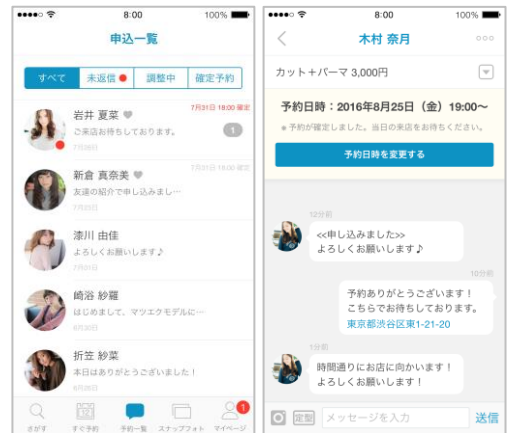 8:00
100%
申込一覧
すべて
未返信
調整中
確定予約
岩井 夏菜
7月31日 18:00 確定
ご来店お待ちしております。
1
7月28日
新倉 真奈美
7月31日 18:00 確定
友達の紹介で申し込みまし…
7月25日
漆川 由佳
よろしくお願いします♪
7月01日
崎谷 紗羅
はじめまして、マツエクモデルに…
6月30日
折笠 紗菜
本日はありがとうございました!
6月25日
さがす
すぐ予約
予約一覧
スナップフォト
マイページ
1
8:00
100%
木村 奈月
カット+パーマ 3,000円
予約日時:2016年8月25日(金)19:00〜
※予約が確定しました。当日の来店をお待ちください。
予約日時を変更する
12分前
<<申し込みました>>
よろしくお願いします♪
10分前
予約ありがとうございます!
こちらでお待ちしております。
東京都渋谷区東1-21-20
1分前
時間通りにお店に向かいます!
よろしくお願いします!
定型
メッセージを入力
送信